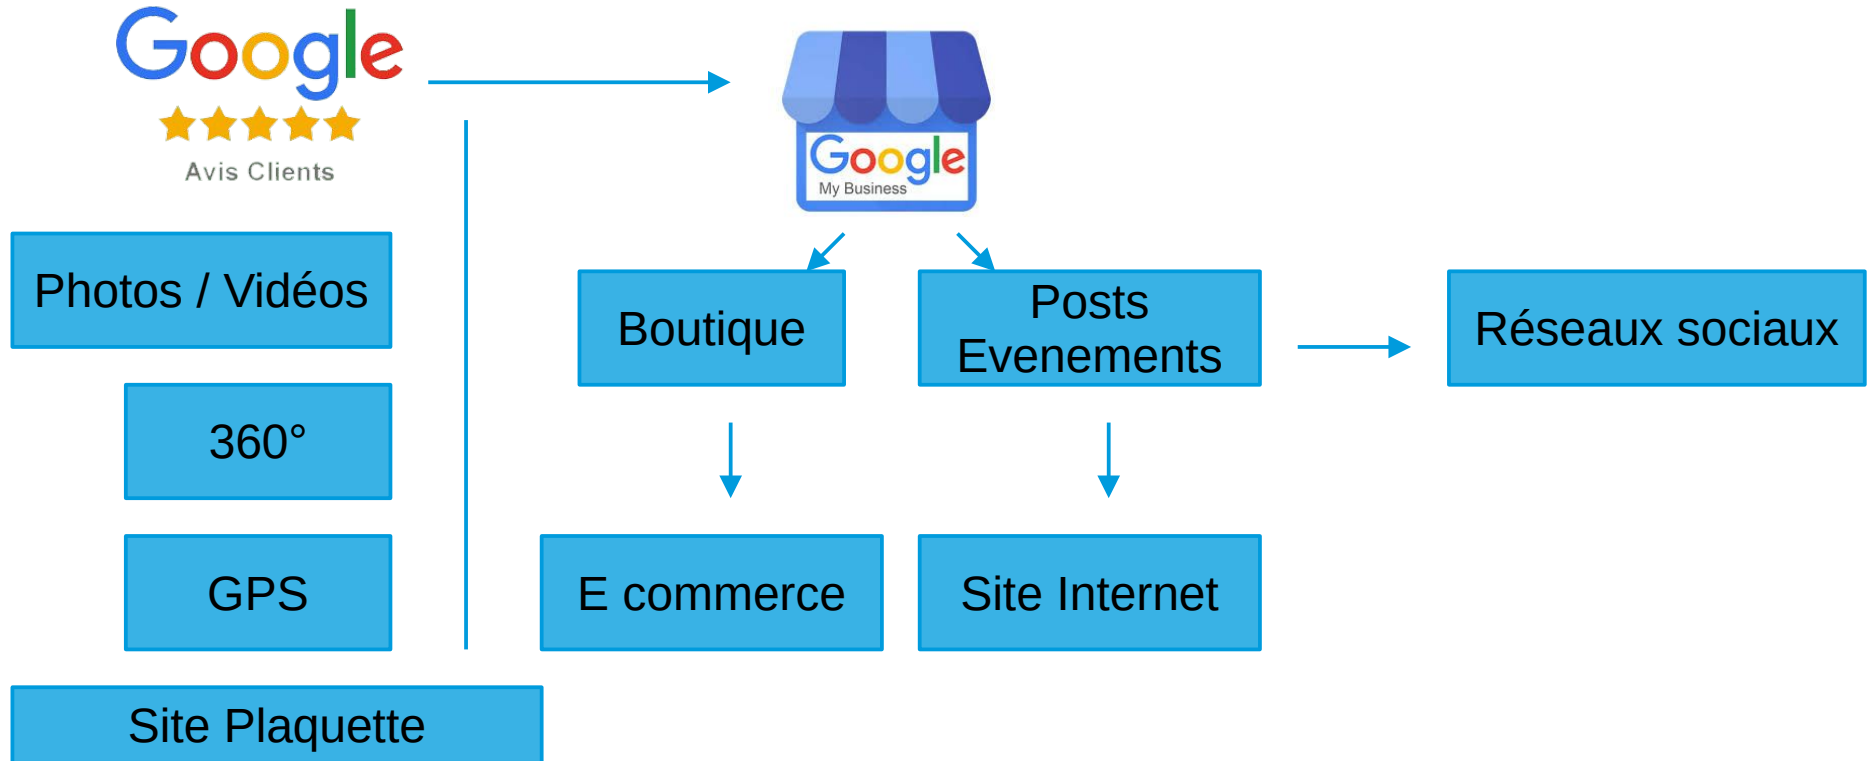 Google
Avis Clients
Google
My Business
Photos / Vidéos
Boutique
Posts
Evenements
Réseaux sociaux
360°
GPS
E commerce
Site Internet
Site Plaquette